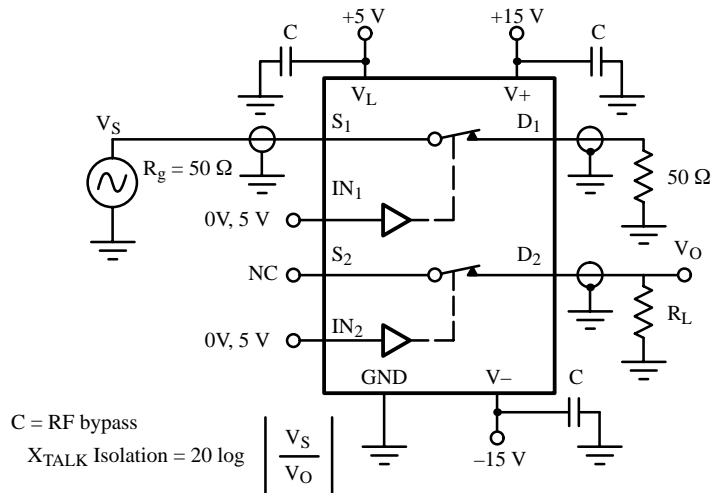 +5 V
+15 V
C
C
V_L
V+
V_S
S_1
D_1
R_g = 50 Ω
IN_1
50 Ω
0V, 5 V
S_2
D_2
V_O
NC
IN_2
R_L
0V, 5 V
GND
V–
C
C = RF bypass
X_TALK Isolation = 20 log | V_S / V_O |
–15 V